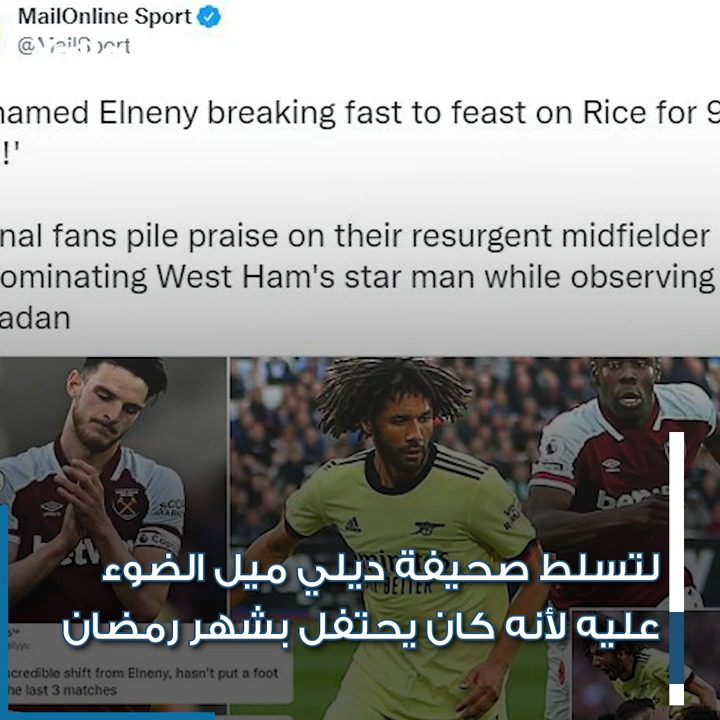 MailOnline Sport
named Elneny breaking fast to feast on Rice for 9
!'
nal fans pile praise on their resurgent midfielder
ominating West Ham's star man while observing
adan
لتسلط صحيفة ديلي ميل الضوء
عليه لأنه كان يحتفل بشهر رمضان
credible shift from Elneny, hasn't put a foot
he last 3 matches